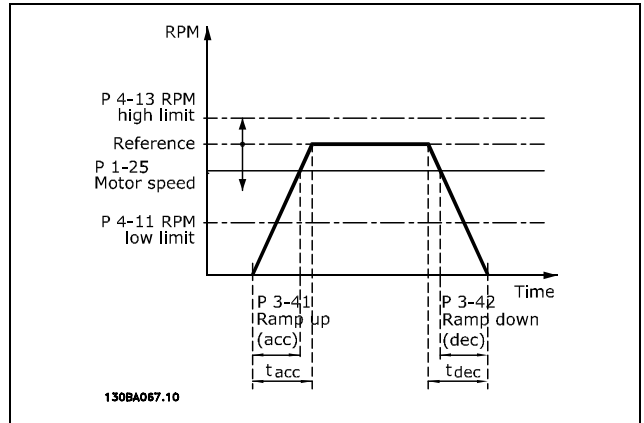 RPM
P 4-13 RPM
high limit
Reference
P 1-25
Motor speed
P 4-11 RPM
low limit
Time
P 3-41
Ramp up
(acc)
tacc
P 3-42
Ramp down
(dec)
tdec
130BA067.10